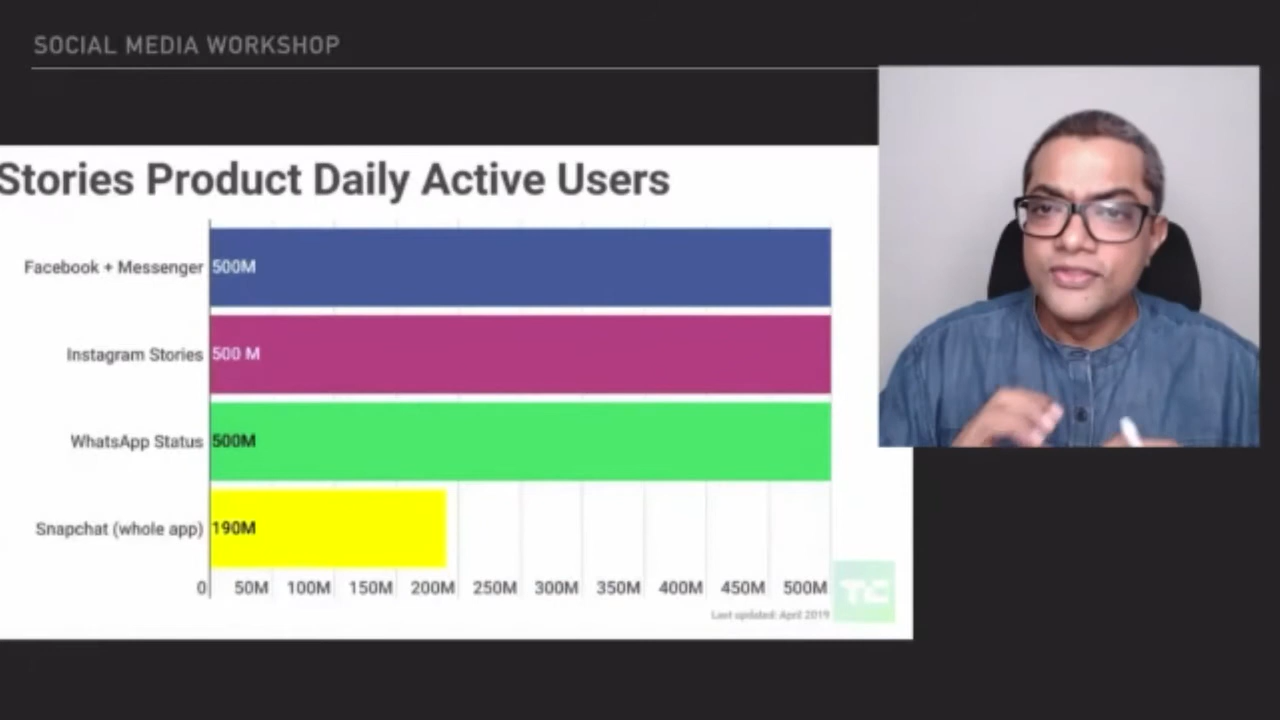 SOCIAL MEDIA WORKSHOP
Stories Product Daily Active Users
Facebook + Messenger 500M
Instagram Stories 500 M
WhatsApp Status 500M
Snapchat (whole app) 190M
0 50M 100M 150M 200M 250M 300M 350M 400M 450M 500M
Last updated: April 2019
TC